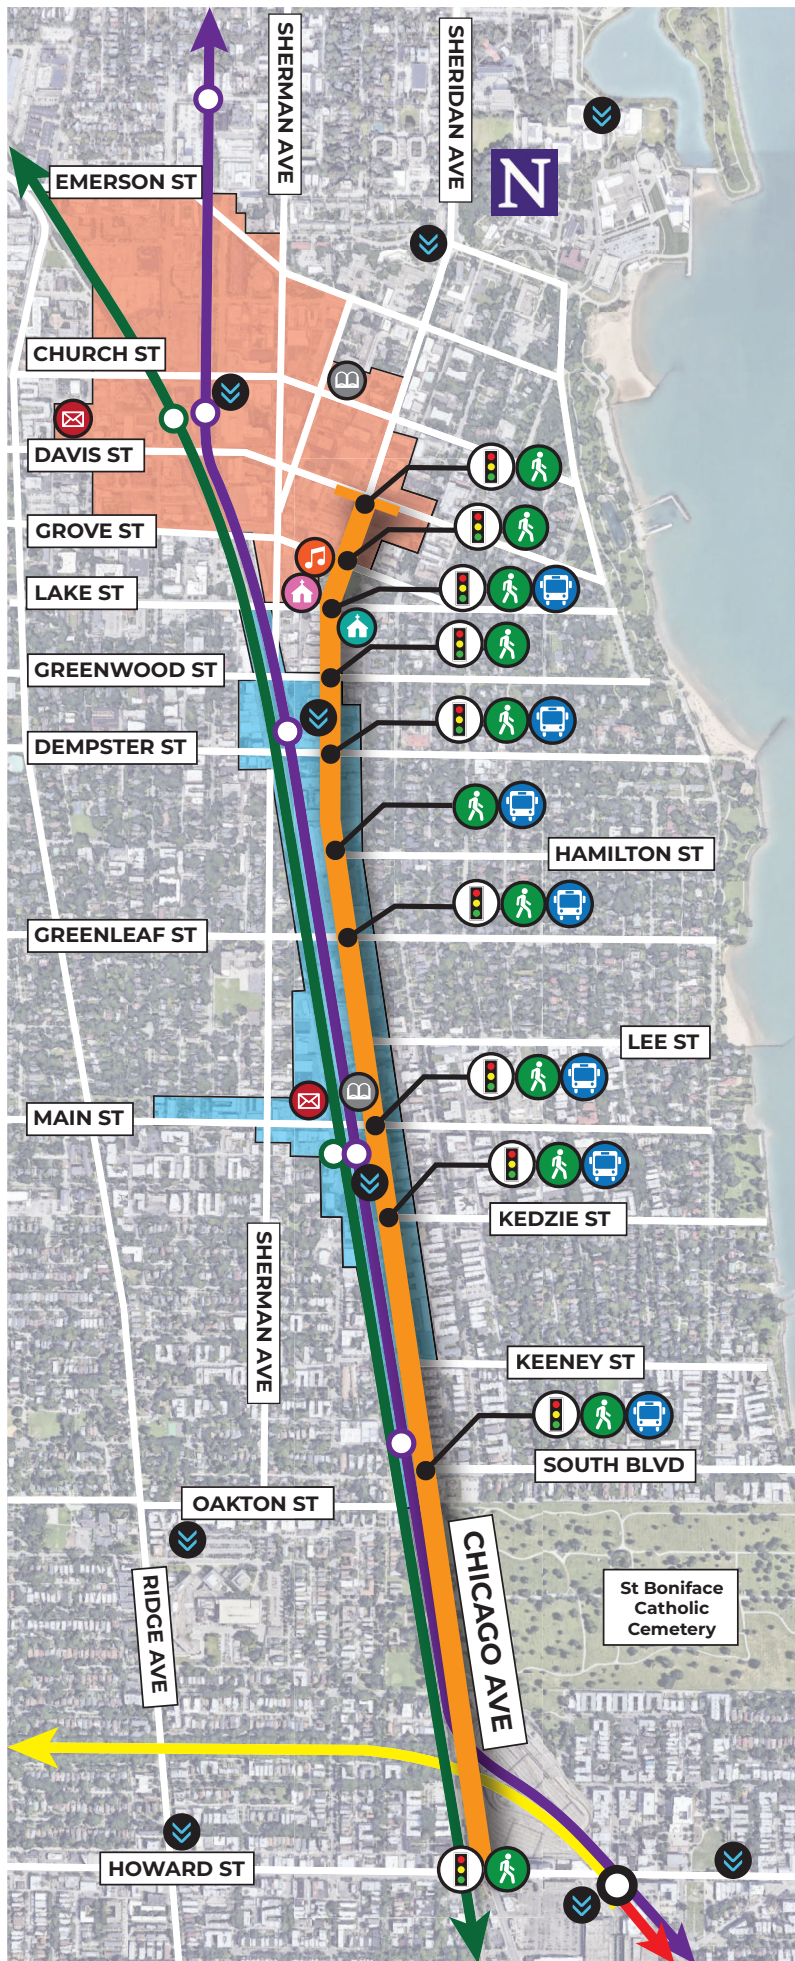 SHERMAN AVE
SHERIDAN AVE
N
EMERSON ST
CHURCH ST
DAVIS ST
GROVE ST
LAKE ST
GREENWOOD ST
DEMPSTER ST
HAMILTON ST
GREENLEAF ST
LEE ST
MAIN ST
KEDZIE ST
SHERMAN AVE
KEENEY ST
SOUTH BLVD
OAKTON ST
CHICAGO AVE
RIDGE AVE
St Boniface
Catholic
Cemetery
HOWARD ST